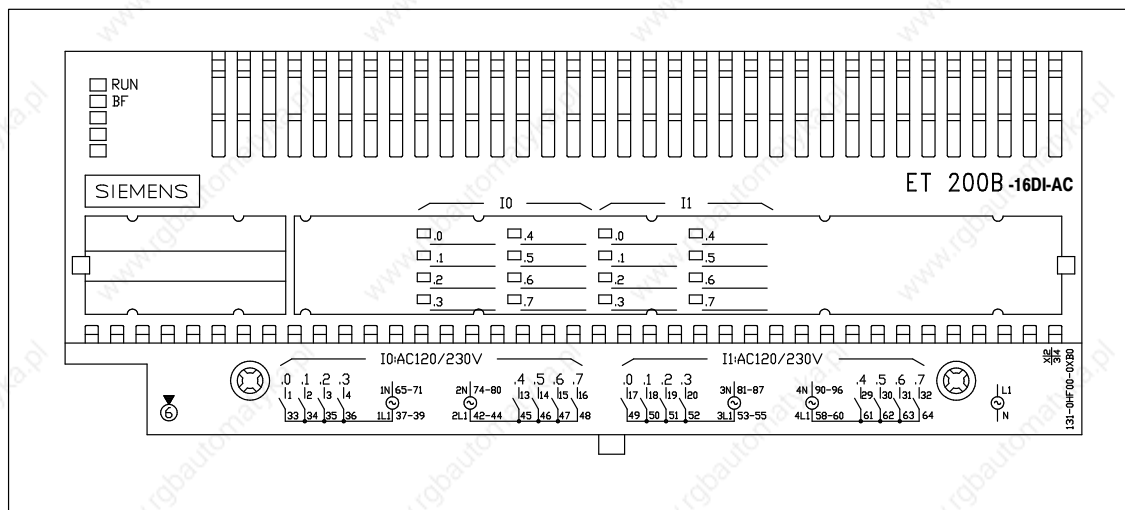 RUN
BF
SIEMENS
ET 200B -16DI-AC
I0 I1
.0 .4 .0 .4
.1 .5 .1 .5
.2 .6 .2 .6
.3 .7 .3 .7
I0:AC120/230V I1:AC120/230V
.0 .1 .2 .3 .4 .5 .6 .7 .0 .1 .2 .3 .4 .5 .6 .7
1 2 3 4 1N 65-71 2N 74-80 13 14 15 16 17 18 19 20 3N 81-87 4N 90-96 29 30 31 32 L1
33 34 35 36 1L1 37-39 2L1 42-44 45 46 47 48 49 50 51 52 3L1 53-55 4L1 58-60 61 62 63 64 N
6
X 2
3 4
131-0HF00-0XB0
www.rgbautomatyka.pl